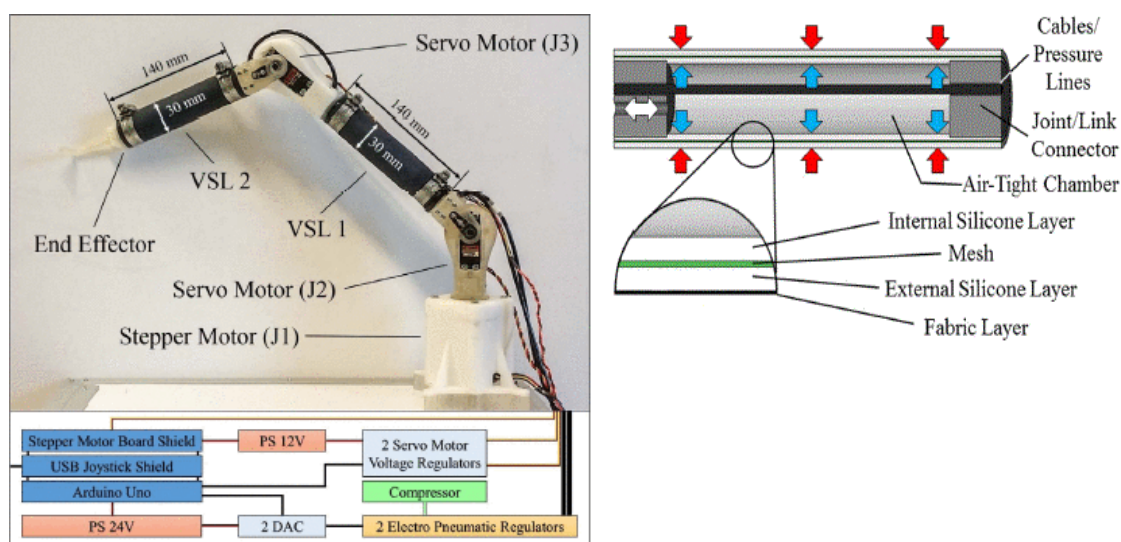 Servo Motor (J3)
140 mm
30 mm
VSL 2
140 mm
30 mm
VSL 1
End Effector
Servo Motor (J2)
Stepper Motor (J1)
Stepper Motor Board Shield
PS 12V
2 Servo Motor
Voltage Regulators
USB Joystick Shield
Arduino Uno
Compressor
PS 24V
2 DAC
2 Electro Pneumatic Regulators
Cables/
Pressure
Lines
Joint/Link
Connector
Air-Tight Chamber
Internal Silicone Layer
Mesh
External Silicone Layer
Fabric Layer